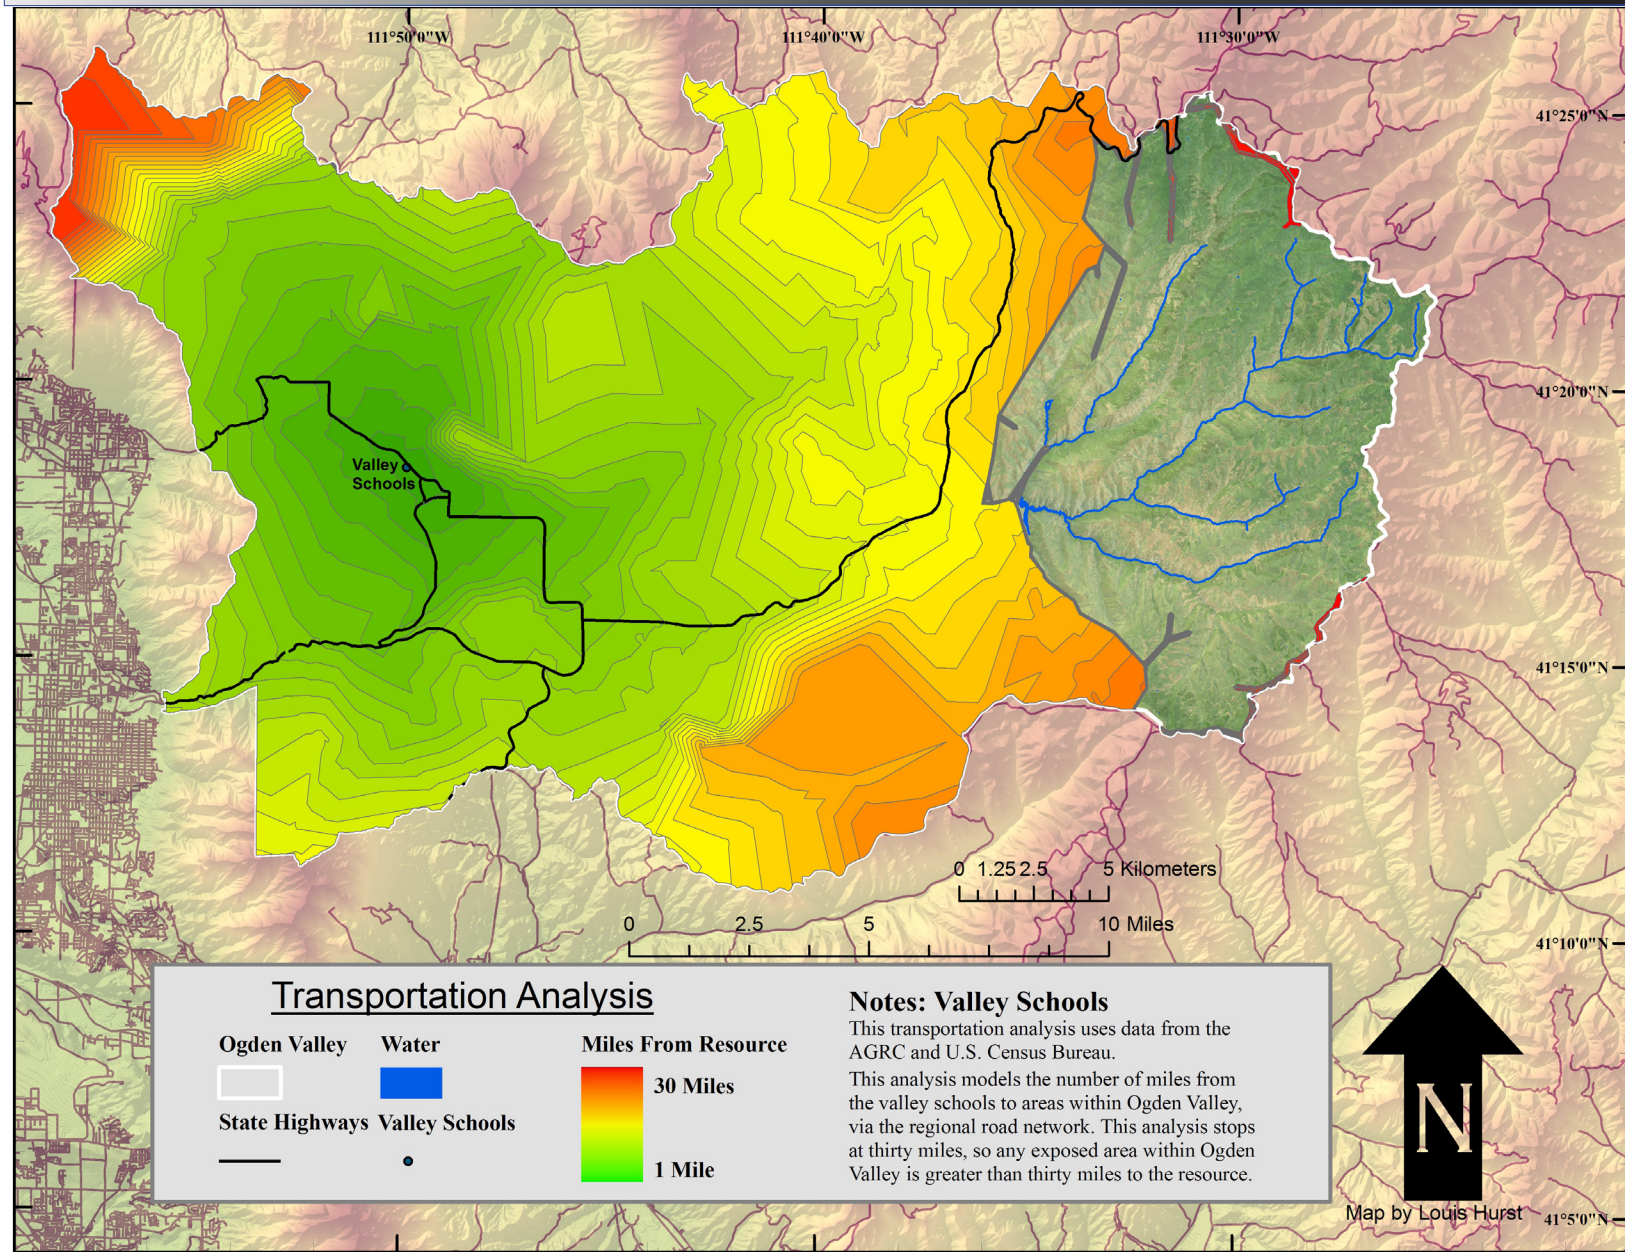 111°50'0"W
111°40'0"W
111°30'0"W
41°25'0"N
41°20'0"N
Valley
Schools
41°15'0"N
0 1.25 2.5 5 Kilometers
0 2.5 5 10 Miles
41°10'0"N
Transportation Analysis
Ogden Valley Water
State Highways Valley Schools
Miles From Resource
30 Miles
1 Mile
Notes: Valley Schools
This transportation analysis uses data from the
AGRC and U.S. Census Bureau.
This analysis models the number of miles from
the valley schools to areas within Ogden Valley,
via the regional road network. This analysis stops
at thirty miles, so any exposed area within Ogden
Valley is greater than thirty miles to the resource.
N
Map by Louis Hurst
41°5'0"N